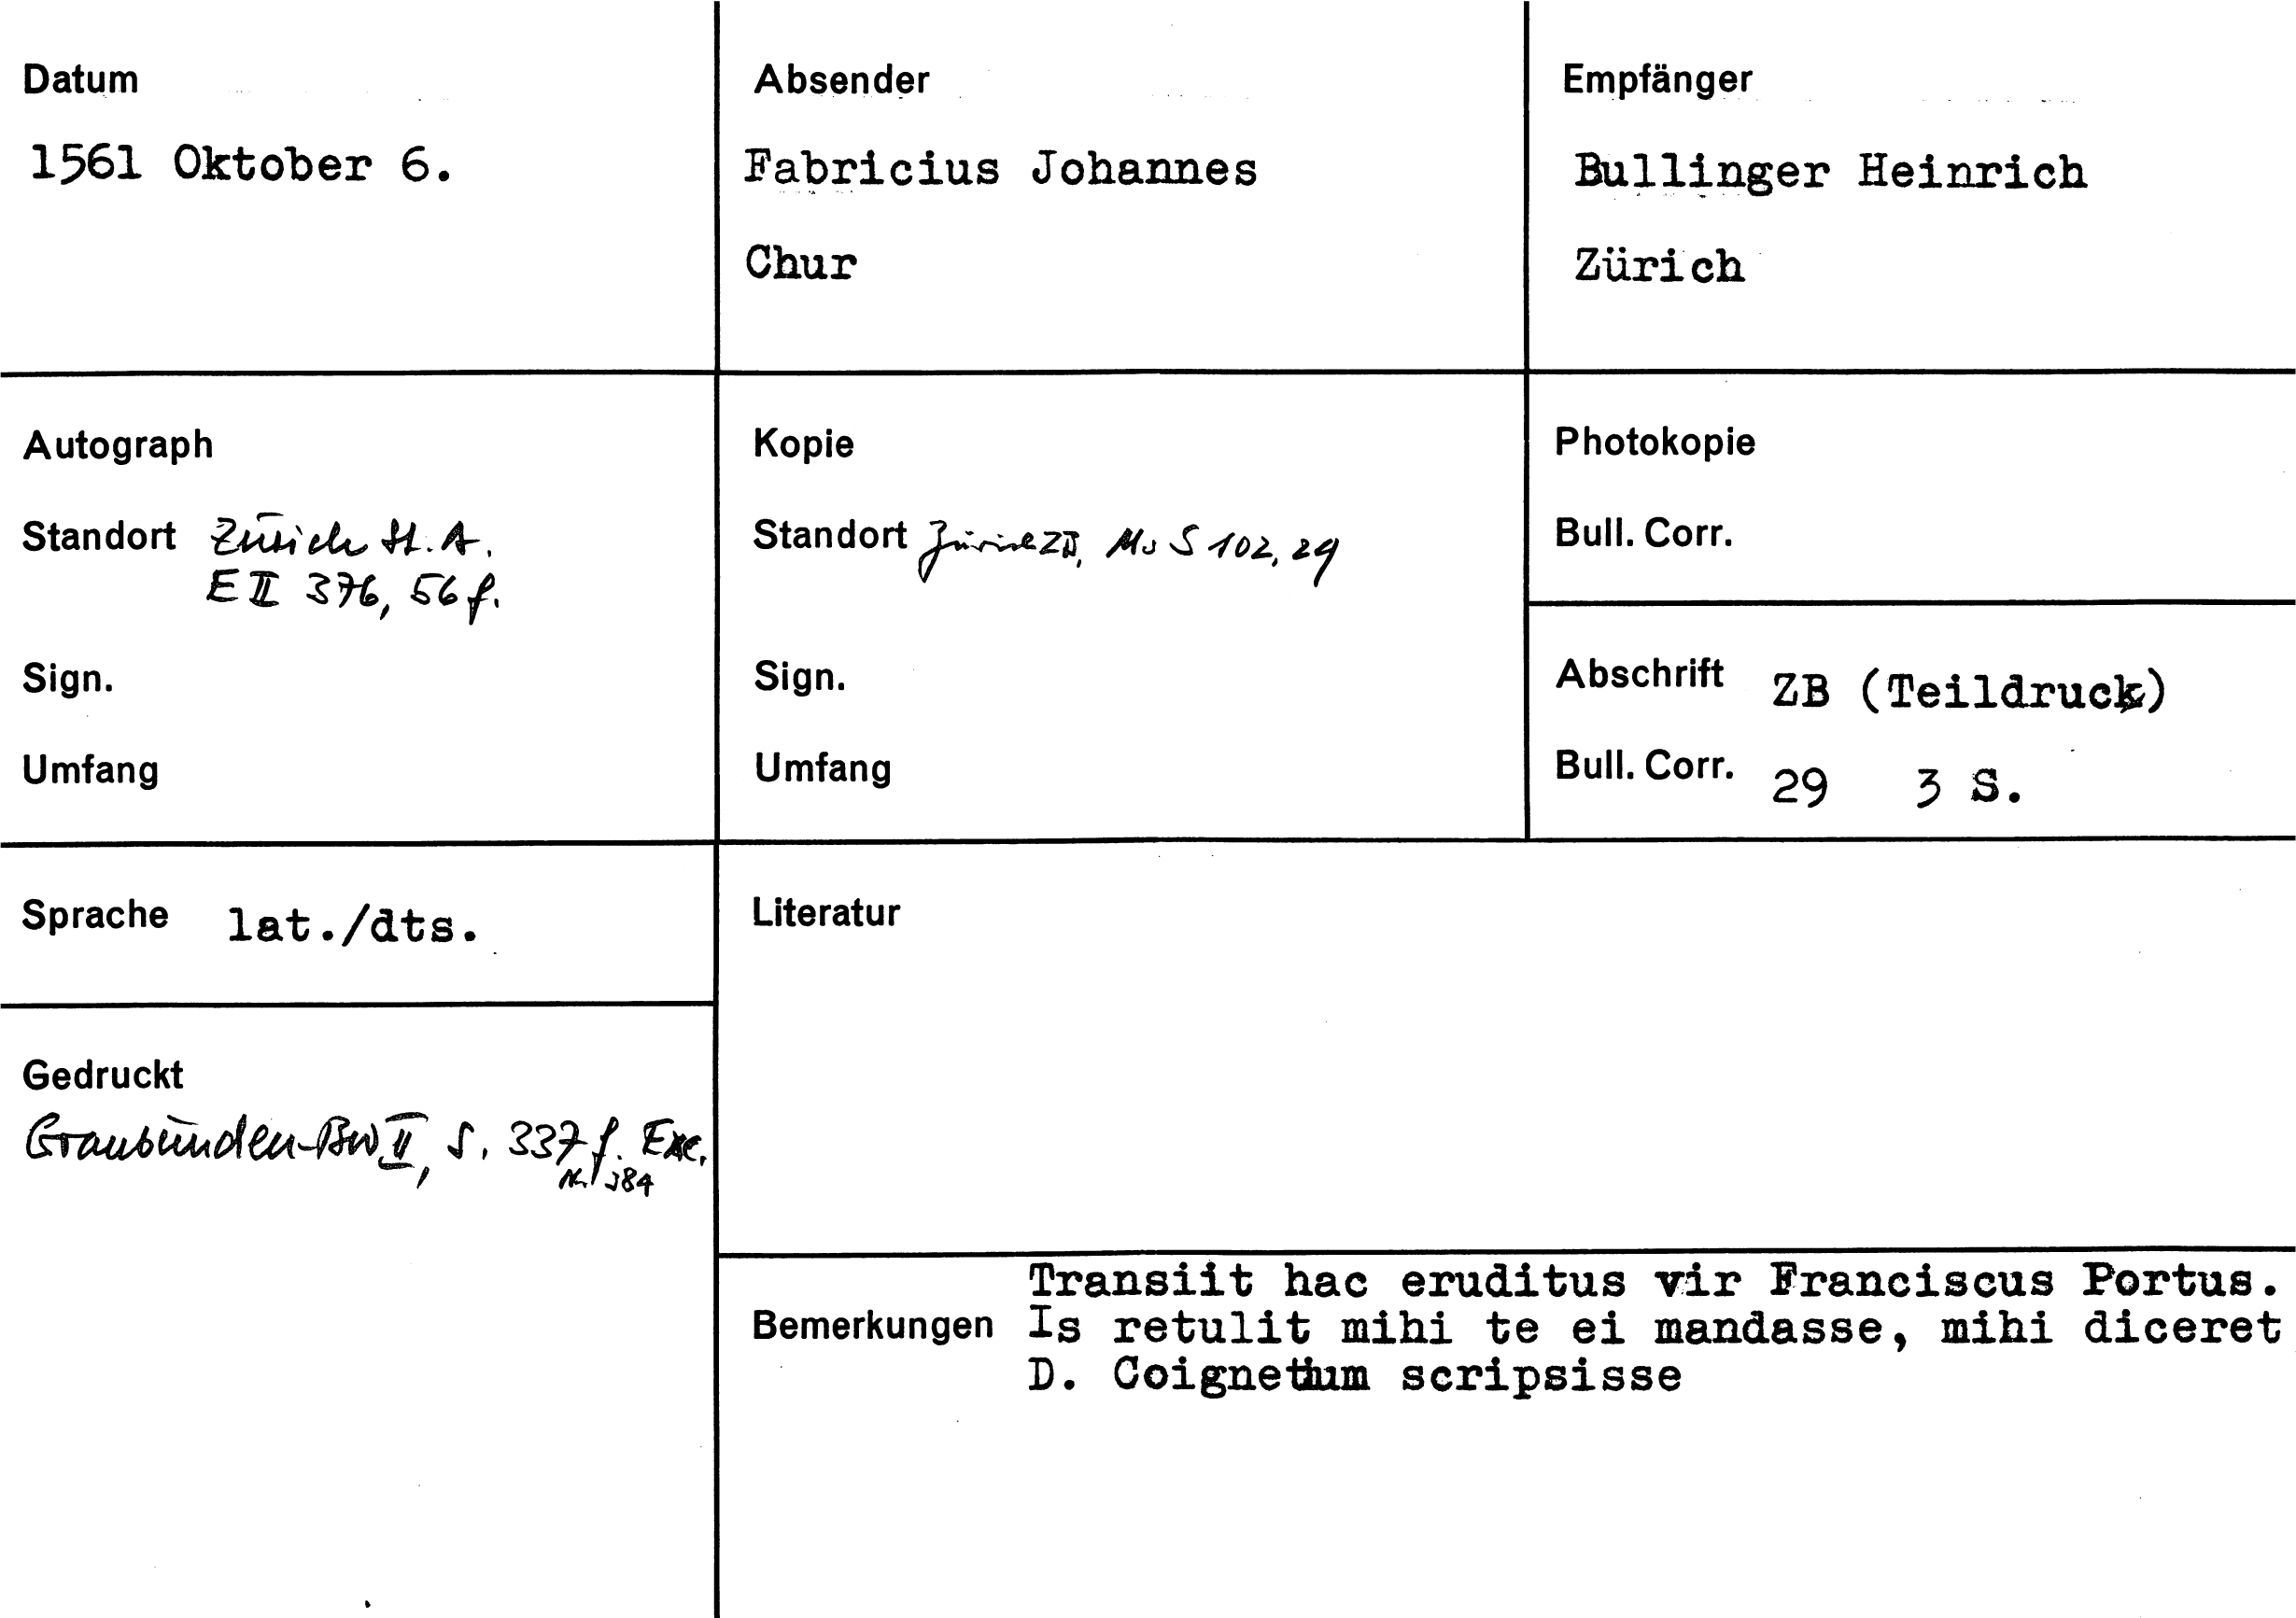 Datum
1561 Oktober 6.
Absender
Fabricius Johannes
Chur
Empfänger
Bullinger Heinrich
Zürich
Autograph
Standort Zürich St. A.
E II 376, 56 f.
Sign.
Umfang
Kopie
Standort Zürich ZB, Ms S 102, 29
Sign.
Umfang
Photokopie
Bull. Corr.
Abschrift ZB (Teildruck)
Bull. Corr. 29 3 S.
Sprache lat./dts.
Gedruckt
Graubünden-BW II, S. 337 f. Exc.
Nr. 384
Literatur
Bemerkungen
Transiit hac eruditus vir Franciscus Portus.
Is retulit mihi te ei mandasse, mihi diceret
D. Coignetium scripsisse